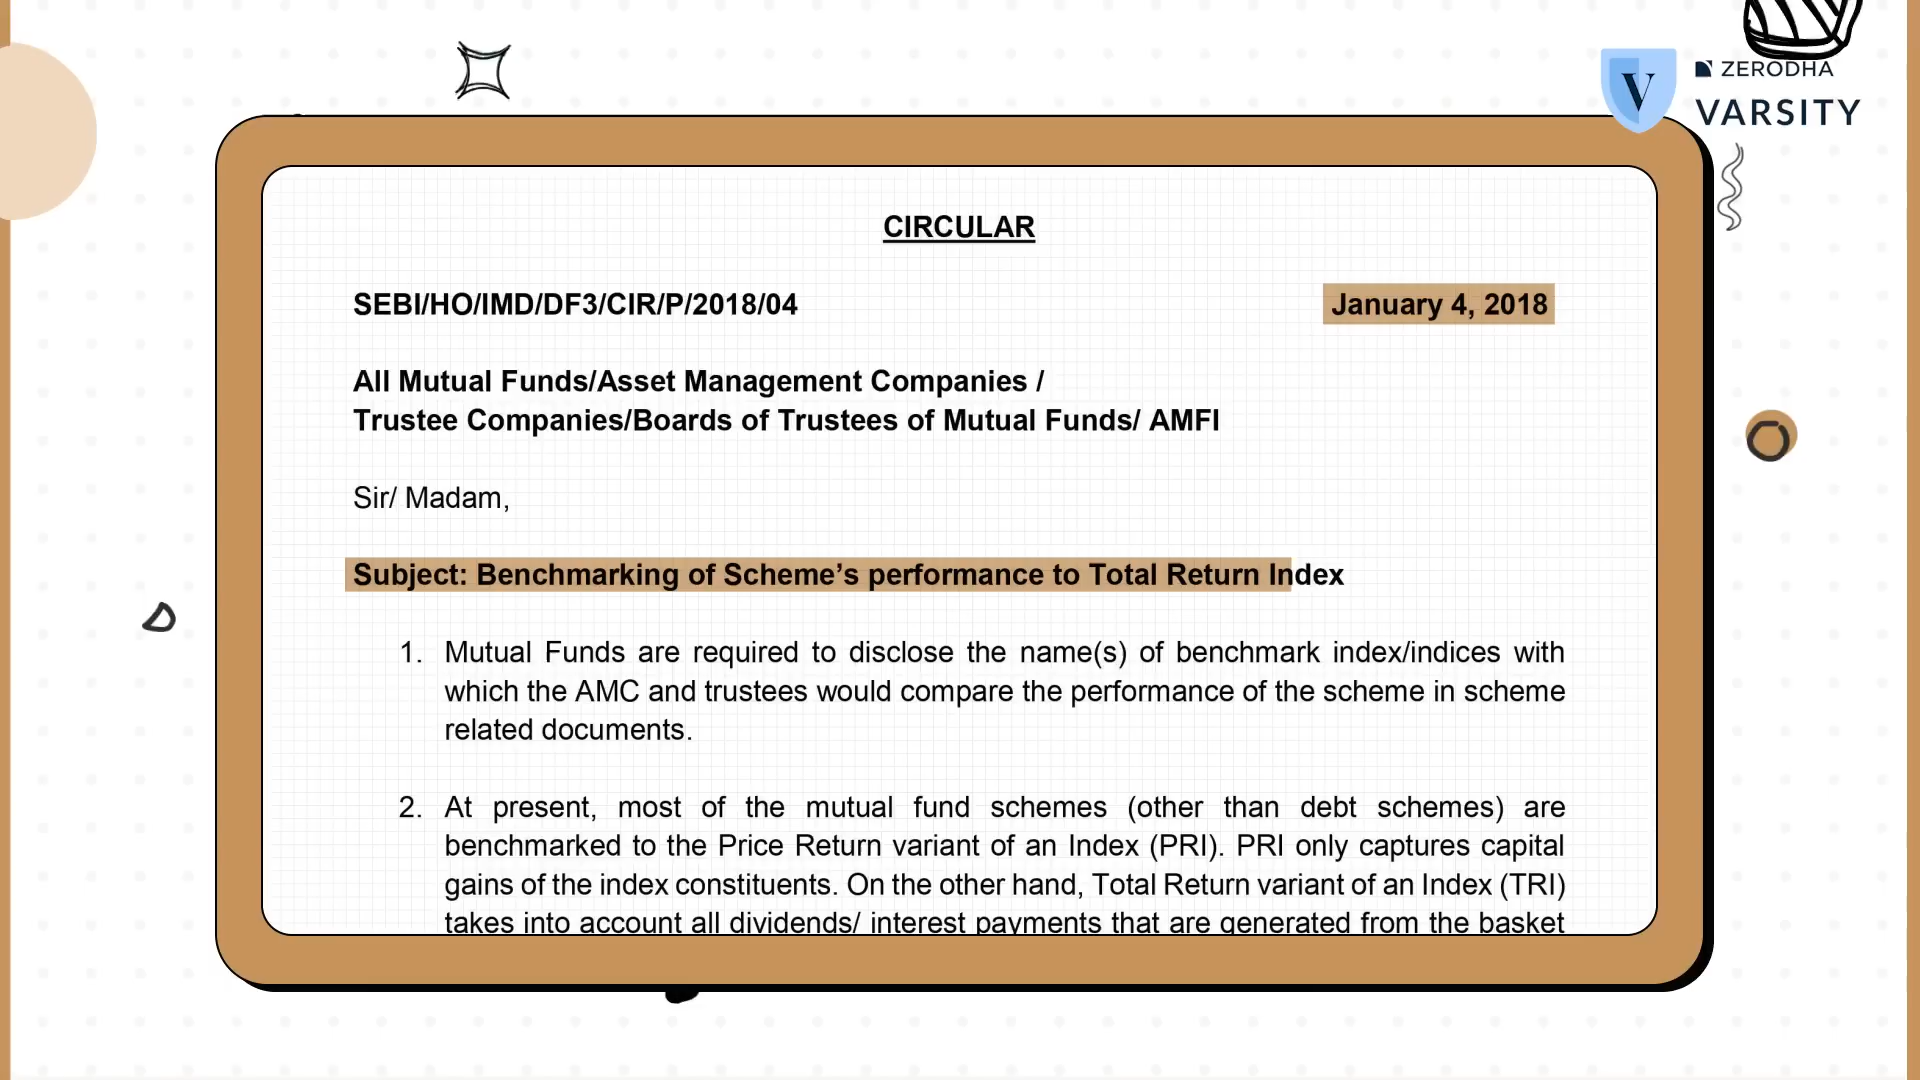 V
ZERODHA
VARSITY
CIRCULAR
SEBI/HO/IMD/DF3/CIR/P/2018/04 January 4, 2018
All Mutual Funds/Asset Management Companies /
Trustee Companies/Boards of Trustees of Mutual Funds/ AMFI
Sir/ Madam,
Subject: Benchmarking of Scheme’s performance to Total Return Index
1. Mutual Funds are required to disclose the name(s) of benchmark index/indices with
which the AMC and trustees would compare the performance of the scheme in scheme
related documents.
2. At present, most of the mutual fund schemes (other than debt schemes) are
benchmarked to the Price Return variant of an Index (PRI). PRI only captures capital
gains of the index constituents. On the other hand, Total Return variant of an Index (TRI)
takes into account all dividends/ interest payments that are generated from the basket